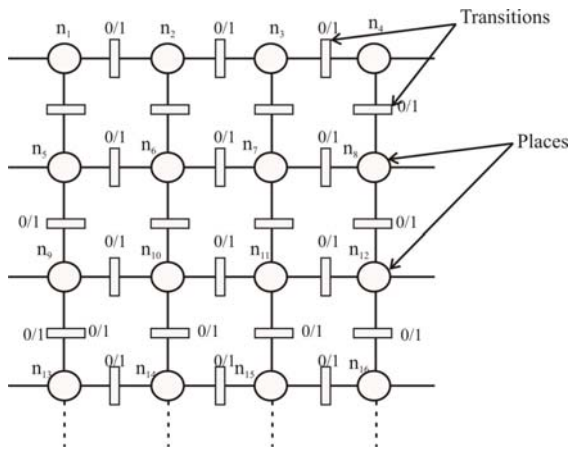 n1 0/1 n2 0/1 n3 0/1 n4 Transitions
0/1
n5 0/1 n6 0/1 n7 0/1 n8 Places
0/1 0/1
n9 0/1 n10 0/1 n11 0/1 n12
0/1 0/1 0/1 0/1 0/1
n13 0/1 n14 0/1 n15 0/1 n16